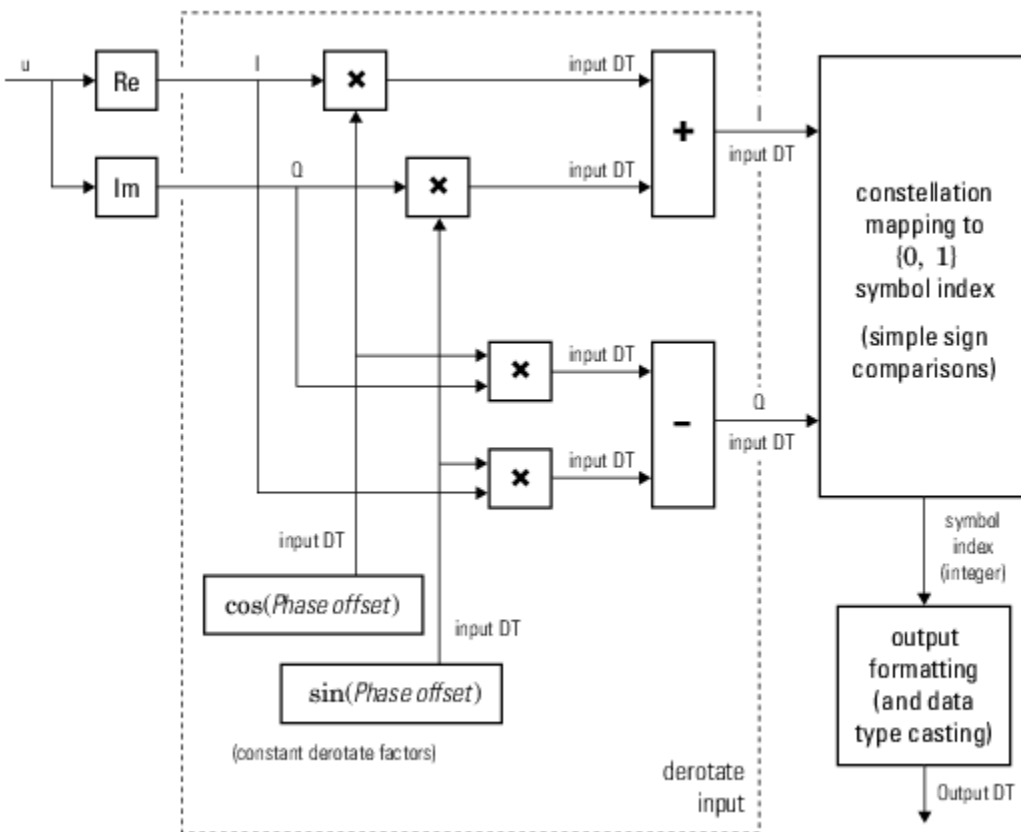 u
Re
I
×
input DT
+
I
input DT
Im
Q
×
input DT
constellation
mapping to
{0, 1}
symbol index
(simple sign
comparisons)
×
input DT
−
Q
input DT
×
input DT
input DT
cos(Phase offset)
input DT
sin(Phase offset)
(constant derotate factors)
derotate
input
symbol
index
(integer)
output
formatting
(and data
type casting)
Output DT